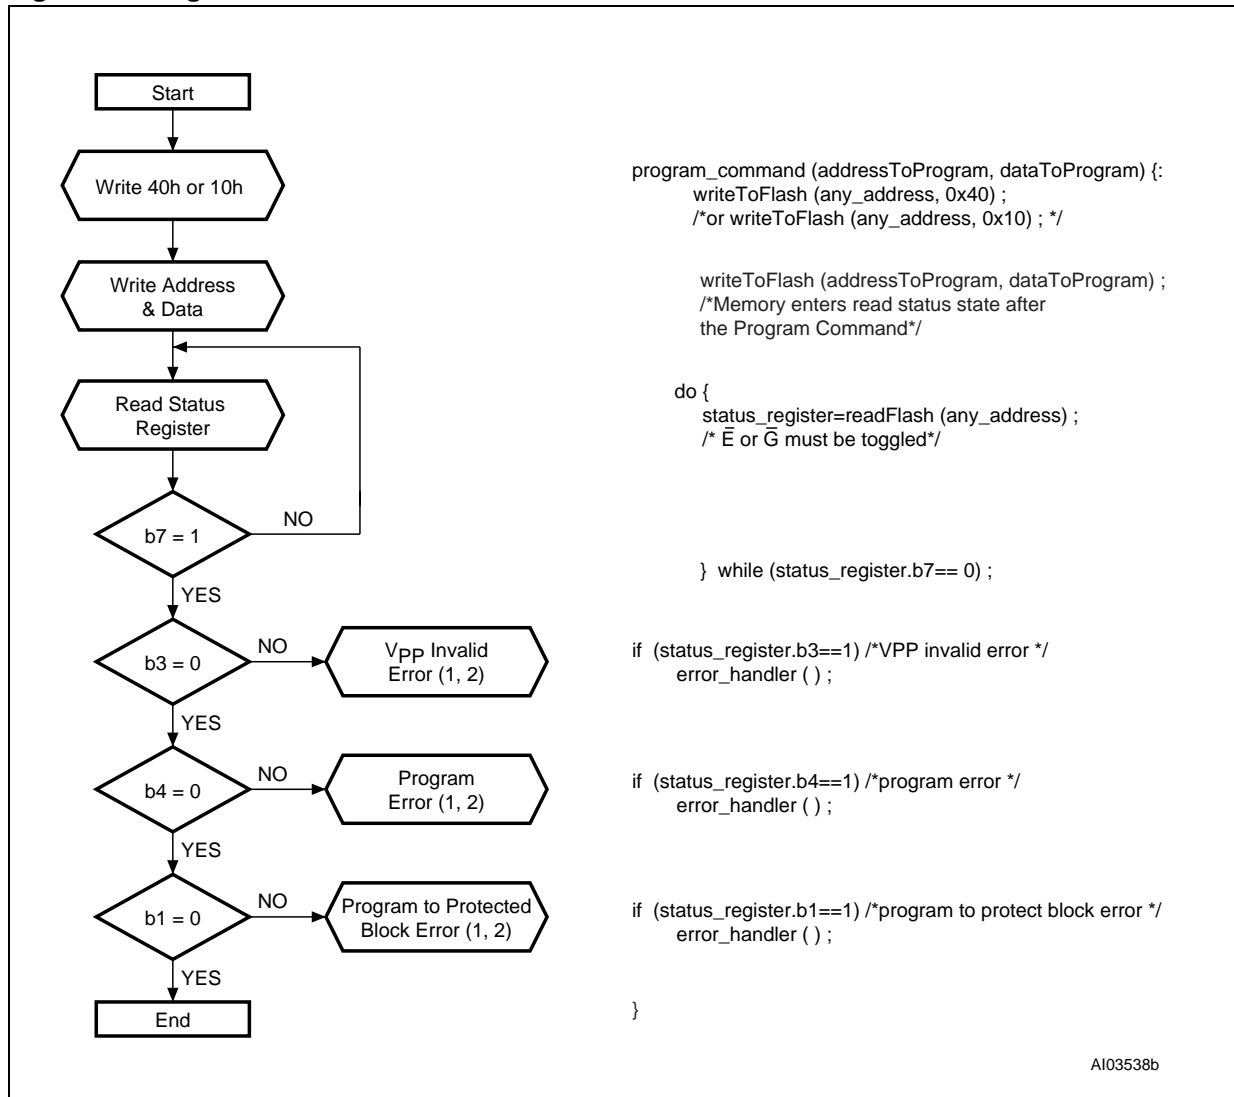 Start
Write 40h or 10h
Write Address
& Data
Read Status
Register
b7 = 1
NO
YES
b3 = 0
NO
VPP Invalid
Error (1, 2)
YES
b4 = 0
NO
Program
Error (1, 2)
YES
b1 = 0
NO
Program to Protected
Block Error (1, 2)
YES
End
program_command (addressToProgram, dataToProgram) {:
writeToFlash (any_address, 0x40) ;
/*or writeToFlash (any_address, 0x10) ; */
writeToFlash (addressToProgram, dataToProgram) ;
/*Memory enters read status state after
the Program Command*/
do {
status_register=readFlash (any_address) ;
/* E̅ or G̅ must be toggled*/
} while (status_register.b7== 0) ;
if (status_register.b3==1) /*VPP invalid error */
error_handler ( ) ;
if (status_register.b4==1) /*program error */
error_handler ( ) ;
if (status_register.b1==1) /*program to protect block error */
error_handler ( ) ;
}
AI03538b